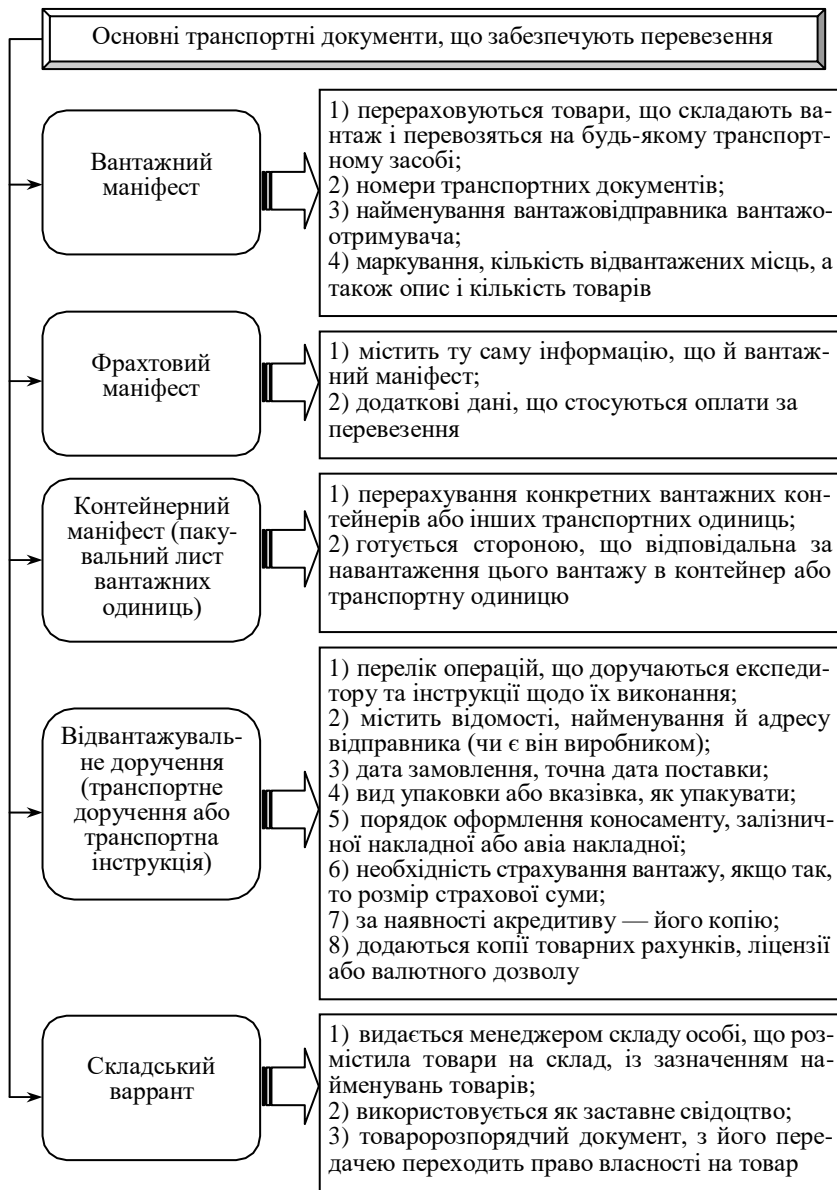 Основні транспортні документи, що забезпечують перевезення
Вантажний
маніфест
1) перераховуються товари, що складають ва-
нтаж і перевозяться на будь-якому транспорт-
ному засобі;
2) номери транспортних документів;
3) найменування вантажовідправника вантажо-
отримувача;
4) маркування, кількість відвантажених місць, а
також опис і кількість товарів
Фрахтовий
маніфест
1) містить ту саму інформацію, що й вантаж-
ний маніфест;
2) додаткові дані, що стосуються оплати за
перевезення
Контейнерний
маніфест (паку-
вальний лист
вантажних
одиниць)
1) перерахування конкретних вантажних кон-
тейнерів або інших транспортних одиниць;
2) готується стороною, що відповідальна за
навантаження цього вантажу в контейнер або
транспортну одиницю
Відвантажуваль-
не доручення
(транспортне
доручення або
транспортна
інструкція)
1) перелік операцій, що доручаються експеди-
тору та інструкції щодо їх виконання;
2) містить відомості, найменування й адресу
відправника (чи є він виробником);
3) дата замовлення, точна дата поставки;
4) вид упаковки або вказівка, як упакувати;
5) порядок оформлення коносаменту, залізнич-
ної накладної або авіа накладної;
6) необхідність страхування вантажу, якщо так,
то розмір страхової суми;
7) за наявності акредитиву — його копію;
8) додаються копії товарних рахунків, ліцензії
або валютного дозволу
Складський
варрант
1) видається менеджером складу особі, що роз-
містила товари на склад, із зазначенням на-
йменувань товарів;
2) використовується як заставне свідоцтво;
3) товаророзпорядчий документ, з його пере-
дачею переходить право власності на товар